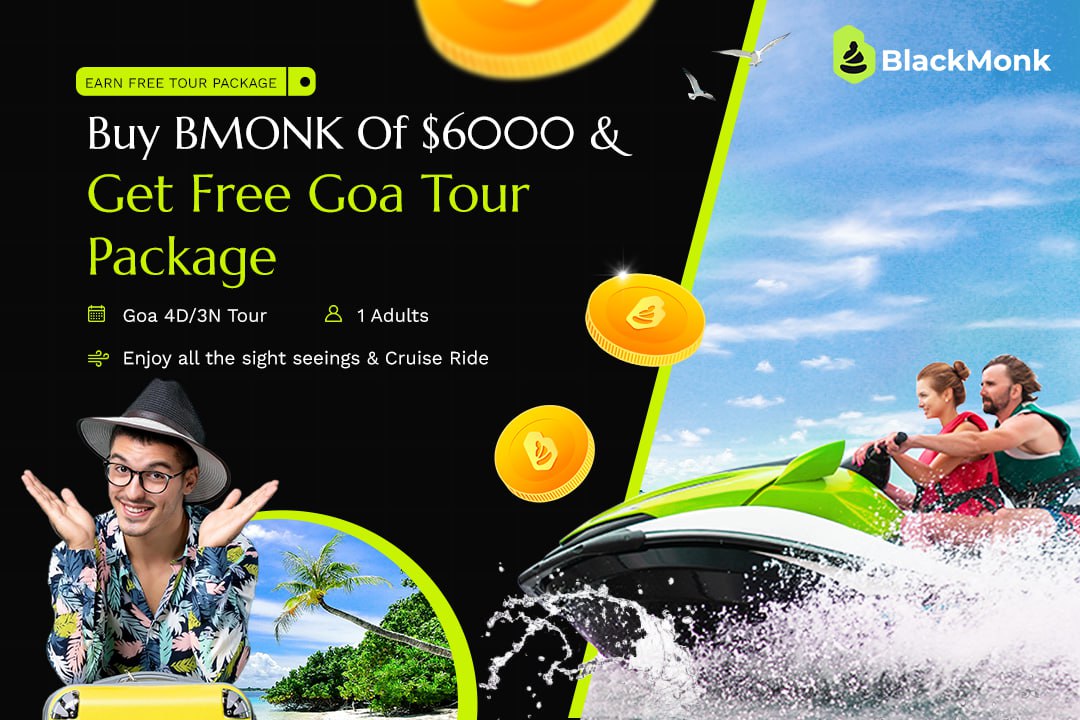 BlackMonk
EARN FREE TOUR PACKAGE
Buy BMONK Of $6000 &
Get Free Goa Tour
Package
Goa 4D/3N Tour
1 Adults
Enjoy all the sight seeings & Cruise Ride